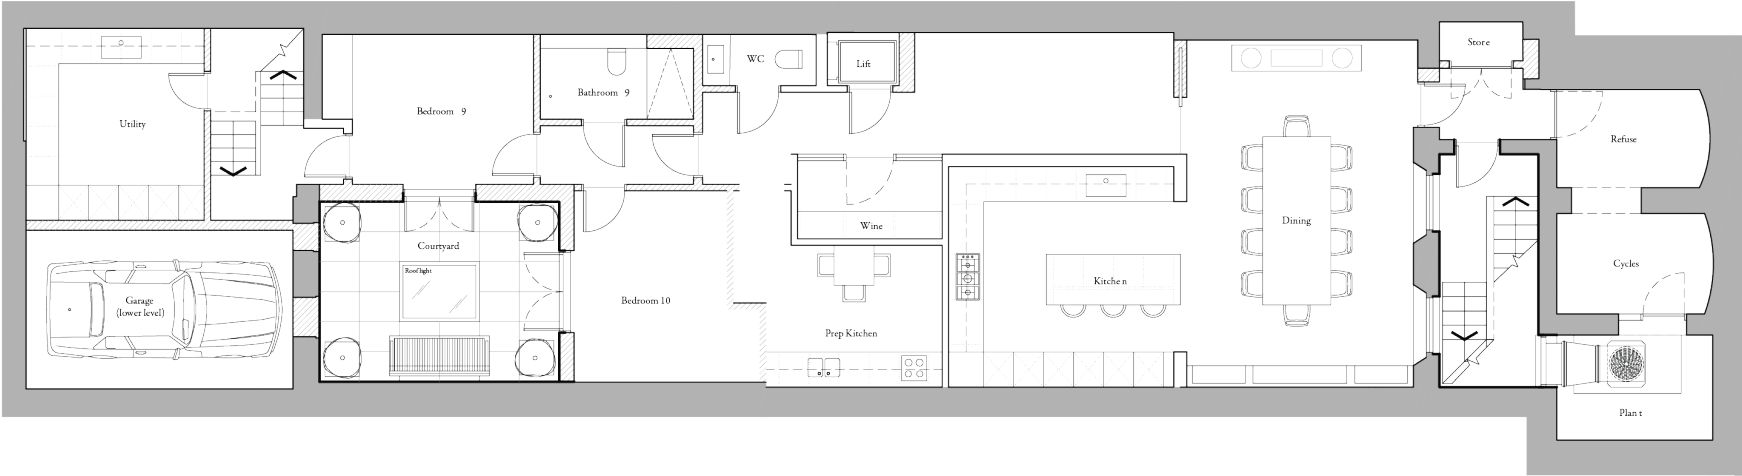 Store
WC
Lift
Bathroom 9
Bedroom 9
Utility
Refuse
Dining
Wine
Courtyard
Rooflight
Cycles
Kitchen
Garage
(lower level)
Bedroom 10
Prep Kitchen
Plant